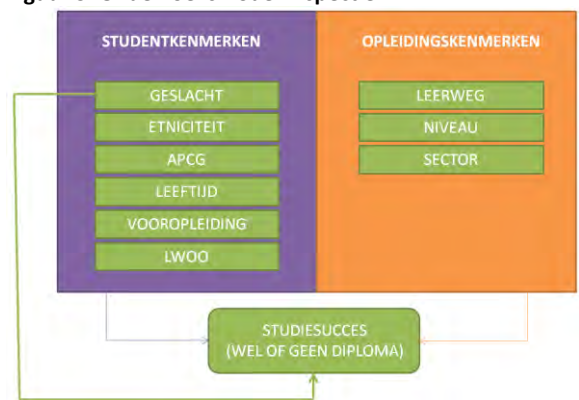 STUDENTKENMERKEN
GESLACHT
ETNICITEIT
APCG
LEEFTIJD
VOOROPLEIDING
LWOO
OPLEIDINGSKENMERKEN
LEERWEG
NIVEAU
SECTOR
STUDIESUCCES
(WEL OF GEEN DIPLOMA)